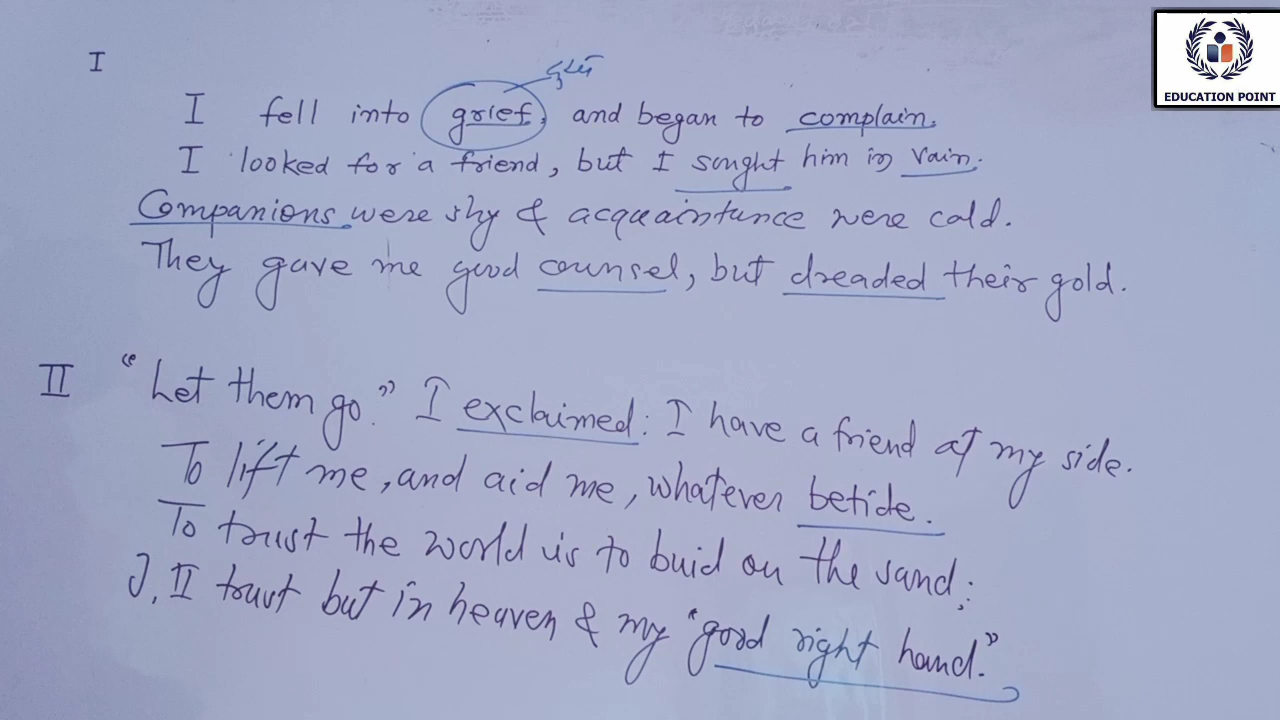 I
I fell into grief, and began to complain.
I looked for a friend, but I sought him in vain.
Companions were shy & acquaintance were cold.
They gave me good counsel, but dreaded their gold.
II "Let them go." I exclaimed: I have a friend at my side.
To lift me, and aid me, whatever betide.
To trust the world is to buid on the sand;
I, II trust but in heaven & my "good right hand."
EDUCATION POINT